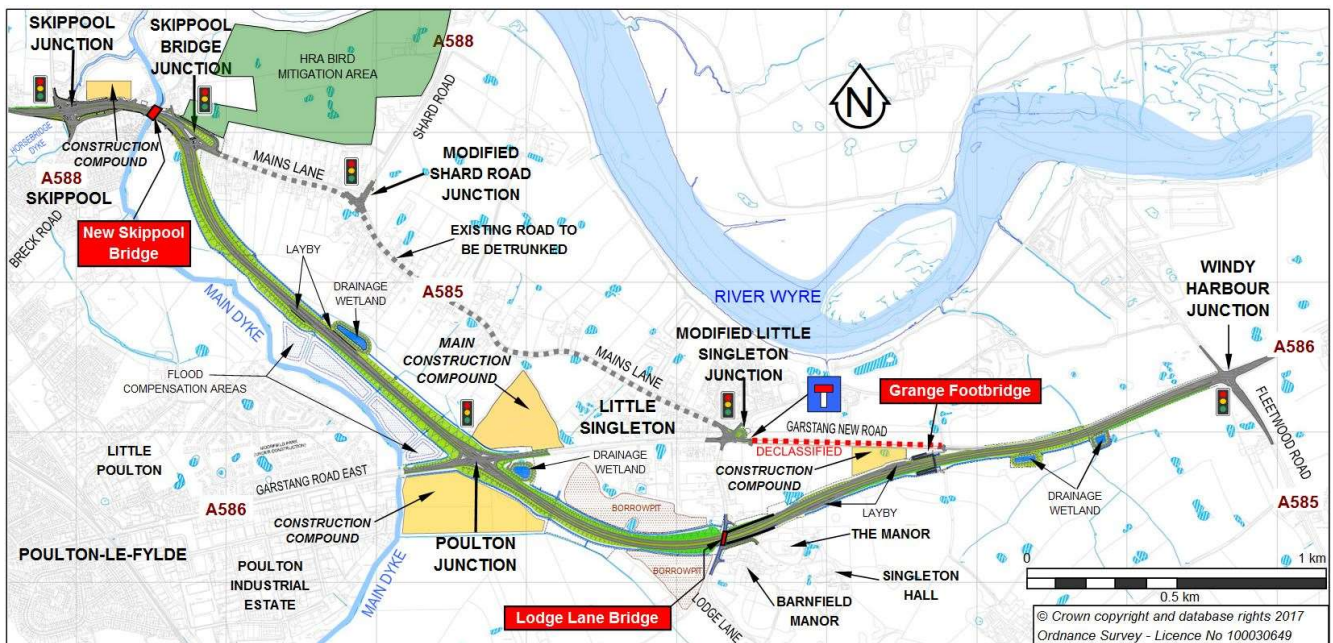 SKIPPOOL
JUNCTION
SKIPPOOL
BRIDGE
JUNCTION
HRA BIRD
MITIGATION AREA
A588
SHARD ROAD
N
HORSEBRIDGE
DYKE
CONSTRUCTION
COMPOUND
MAINS LANE
MODIFIED
SHARD ROAD
JUNCTION
A588
SKIPPOOL
New Skippool
Bridge
BRECK ROAD
EXISTING ROAD TO
BE DETRUNKED
LAYBY
DRAINAGE
WETLAND
MAIN DYKE
A585
RIVER WYRE
WINDY
HARBOUR
JUNCTION
MAIN
CONSTRUCTION
COMPOUND
MAINS LANE
MODIFIED LITTLE
SINGLETON
JUNCTION
A586
FLOOD
COMPENSATION AREAS
Grange Footbridge
LITTLE
SINGLETON
GARSTANG NEW ROAD
DECLASSIFIED
FLEETWOOD ROAD
LITTLE
POULTON
GARSTANG ROAD EAST
DRAINAGE
WETLAND
CONSTRUCTION
COMPOUND
A586
BORROWPIT
LAYBY
DRAINAGE
WETLAND
A585
CONSTRUCTION
COMPOUND
POULTON-LE-FYLDE
POULTON
JUNCTION
THE MANOR
POULTON
INDUSTRIAL
ESTATE
MAIN DYKE
BORROWPIT
SINGLETON
HALL
LODGE LANE
BARNFIELD
MANOR
Lodge Lane Bridge
0
1 km
0.5 km
© Crown copyright and database rights 2017
Ordnance Survey - Licence No 100030649